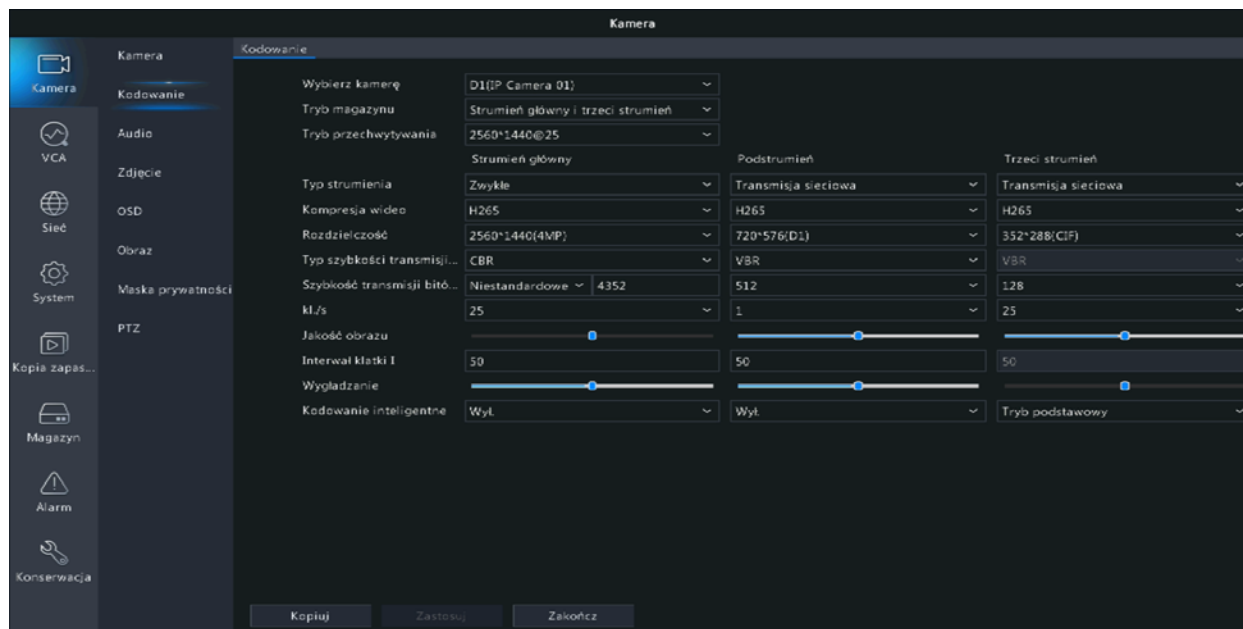 Kamera
Kamera
VCA
Sieć
System
Kopia zapas...
Magazyn
Alarm
Konserwacja
Kamera
Kodowanie
Audio
Zdjęcie
OSD
Obraz
Maska prywatności
PTZ
Kodowanie
Wybierz kamerę D1(IP Camera 01)
Tryb magazynu Strumień główny i trzeci strumień
Tryb przechwytywania 2560*1440@25
Strumień główny Podstrumień Trzeci strumień
Typ strumienia Zwykłe Transmisja sieciowa Transmisja sieciowa
Kompresja wideo H265 H265 H265
Rozdzielczość 2560*1440(4MP) 720*576(D1) 352*288(CIF)
Typ szybkości transmisji... CBR VBR VBR
Szybkość transmisji bitó... Niestandardowe 4352 512 128
kl./s 25 1 25
Jakość obrazu
Interwał klatki I 50 50 50
Wygładzanie
Kodowanie inteligentne Wył. Wył. Tryb podstawowy
Kopiuj Zastosuj Zakończ